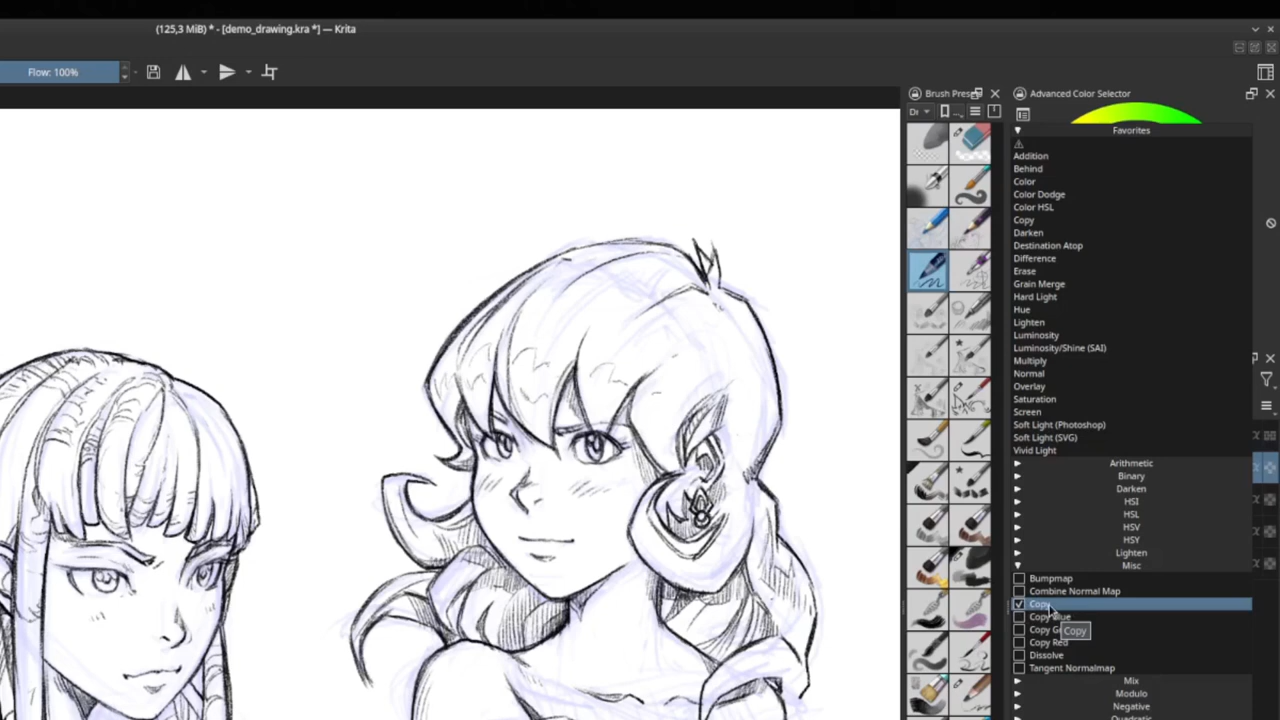 (125,3 MiB) * - [demo_drawing.kra *] — Krita
Flow: 100%
Advanced Color Selector
Favorites
Addition
Behind
Color
Color Dodge
Color HSL
Copy
Darken
Destination Atop
Difference
Erase
Grain Merge
Hard Light
Hue
Lighten
Luminosity
Luminosity/Shine (SAI)
Multiply
Normal
Overlay
Saturation
Screen
Soft Light (Photoshop)
Soft Light (SVG)
Vivid Light
Arithmetic
Binary
Darken
HSI
HSL
HSV
HSY
Lighten
Misc
Bumpmap
Combine Normal Map
Copy
Copy
Copy
Copy Red
Dissolve
Tangent Normalmap
Mix
Modulo
Negative